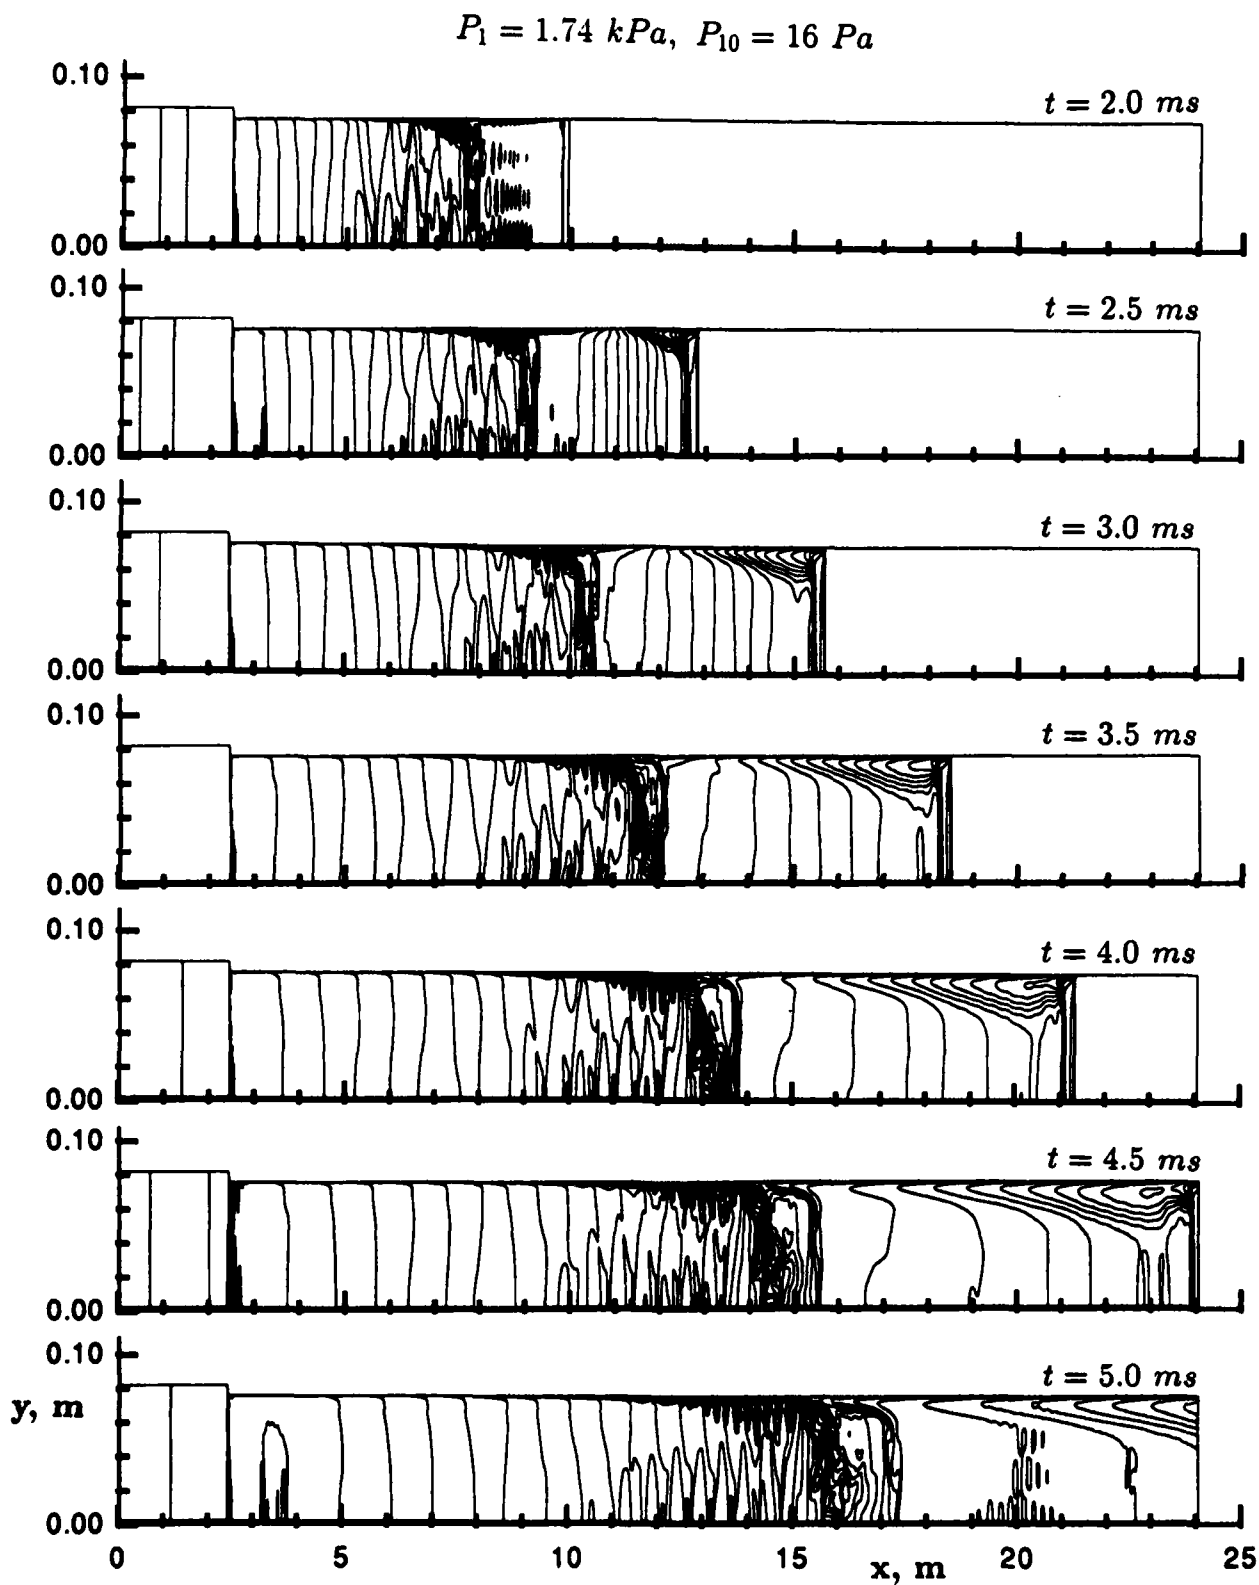 P₁ = 1.74 kPa, P₁₀ = 16 Pa
0.10
t = 2.0 ms
0.00
0.10
t = 2.5 ms
0.00
0.10
t = 3.0 ms
0.00
0.10
t = 3.5 ms
0.00
0.10
t = 4.0 ms
0.00
0.10
t = 4.5 ms
0.00
0.10
t = 5.0 ms
y, m
0.00
0 5 10 15 20 25
x, m